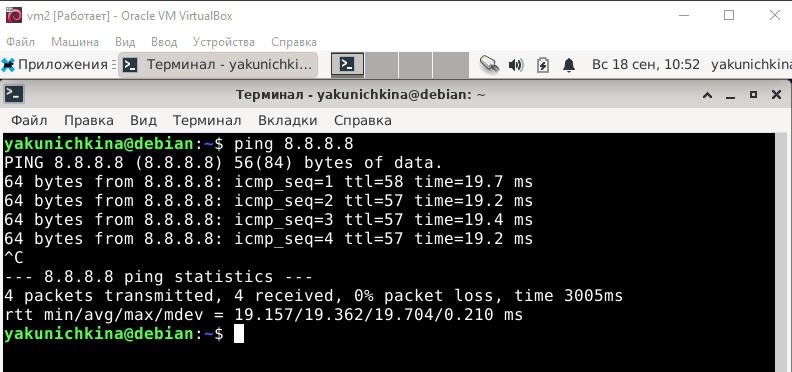 vm2 [Работает] - Oracle VM VirtualBox
Файл Машина Вид Ввод Устройства Справка
Приложения Терминал - yakunichki... Вс 18 сен, 10:52 yakunichkina
Терминал - yakunichkina@debian: ~
Файл Правка Вид Терминал Вкладки Справка
yakunichkina@debian:~$ ping 8.8.8.8
PING 8.8.8.8 (8.8.8.8) 56(84) bytes of data.
64 bytes from 8.8.8.8: icmp_seq=1 ttl=58 time=19.7 ms
64 bytes from 8.8.8.8: icmp_seq=2 ttl=57 time=19.2 ms
64 bytes from 8.8.8.8: icmp_seq=3 ttl=57 time=19.4 ms
64 bytes from 8.8.8.8: icmp_seq=4 ttl=57 time=19.2 ms
^C
--- 8.8.8.8 ping statistics ---
4 packets transmitted, 4 received, 0% packet loss, time 3005ms
rtt min/avg/max/mdev = 19.157/19.362/19.704/0.210 ms
yakunichkina@debian:~$